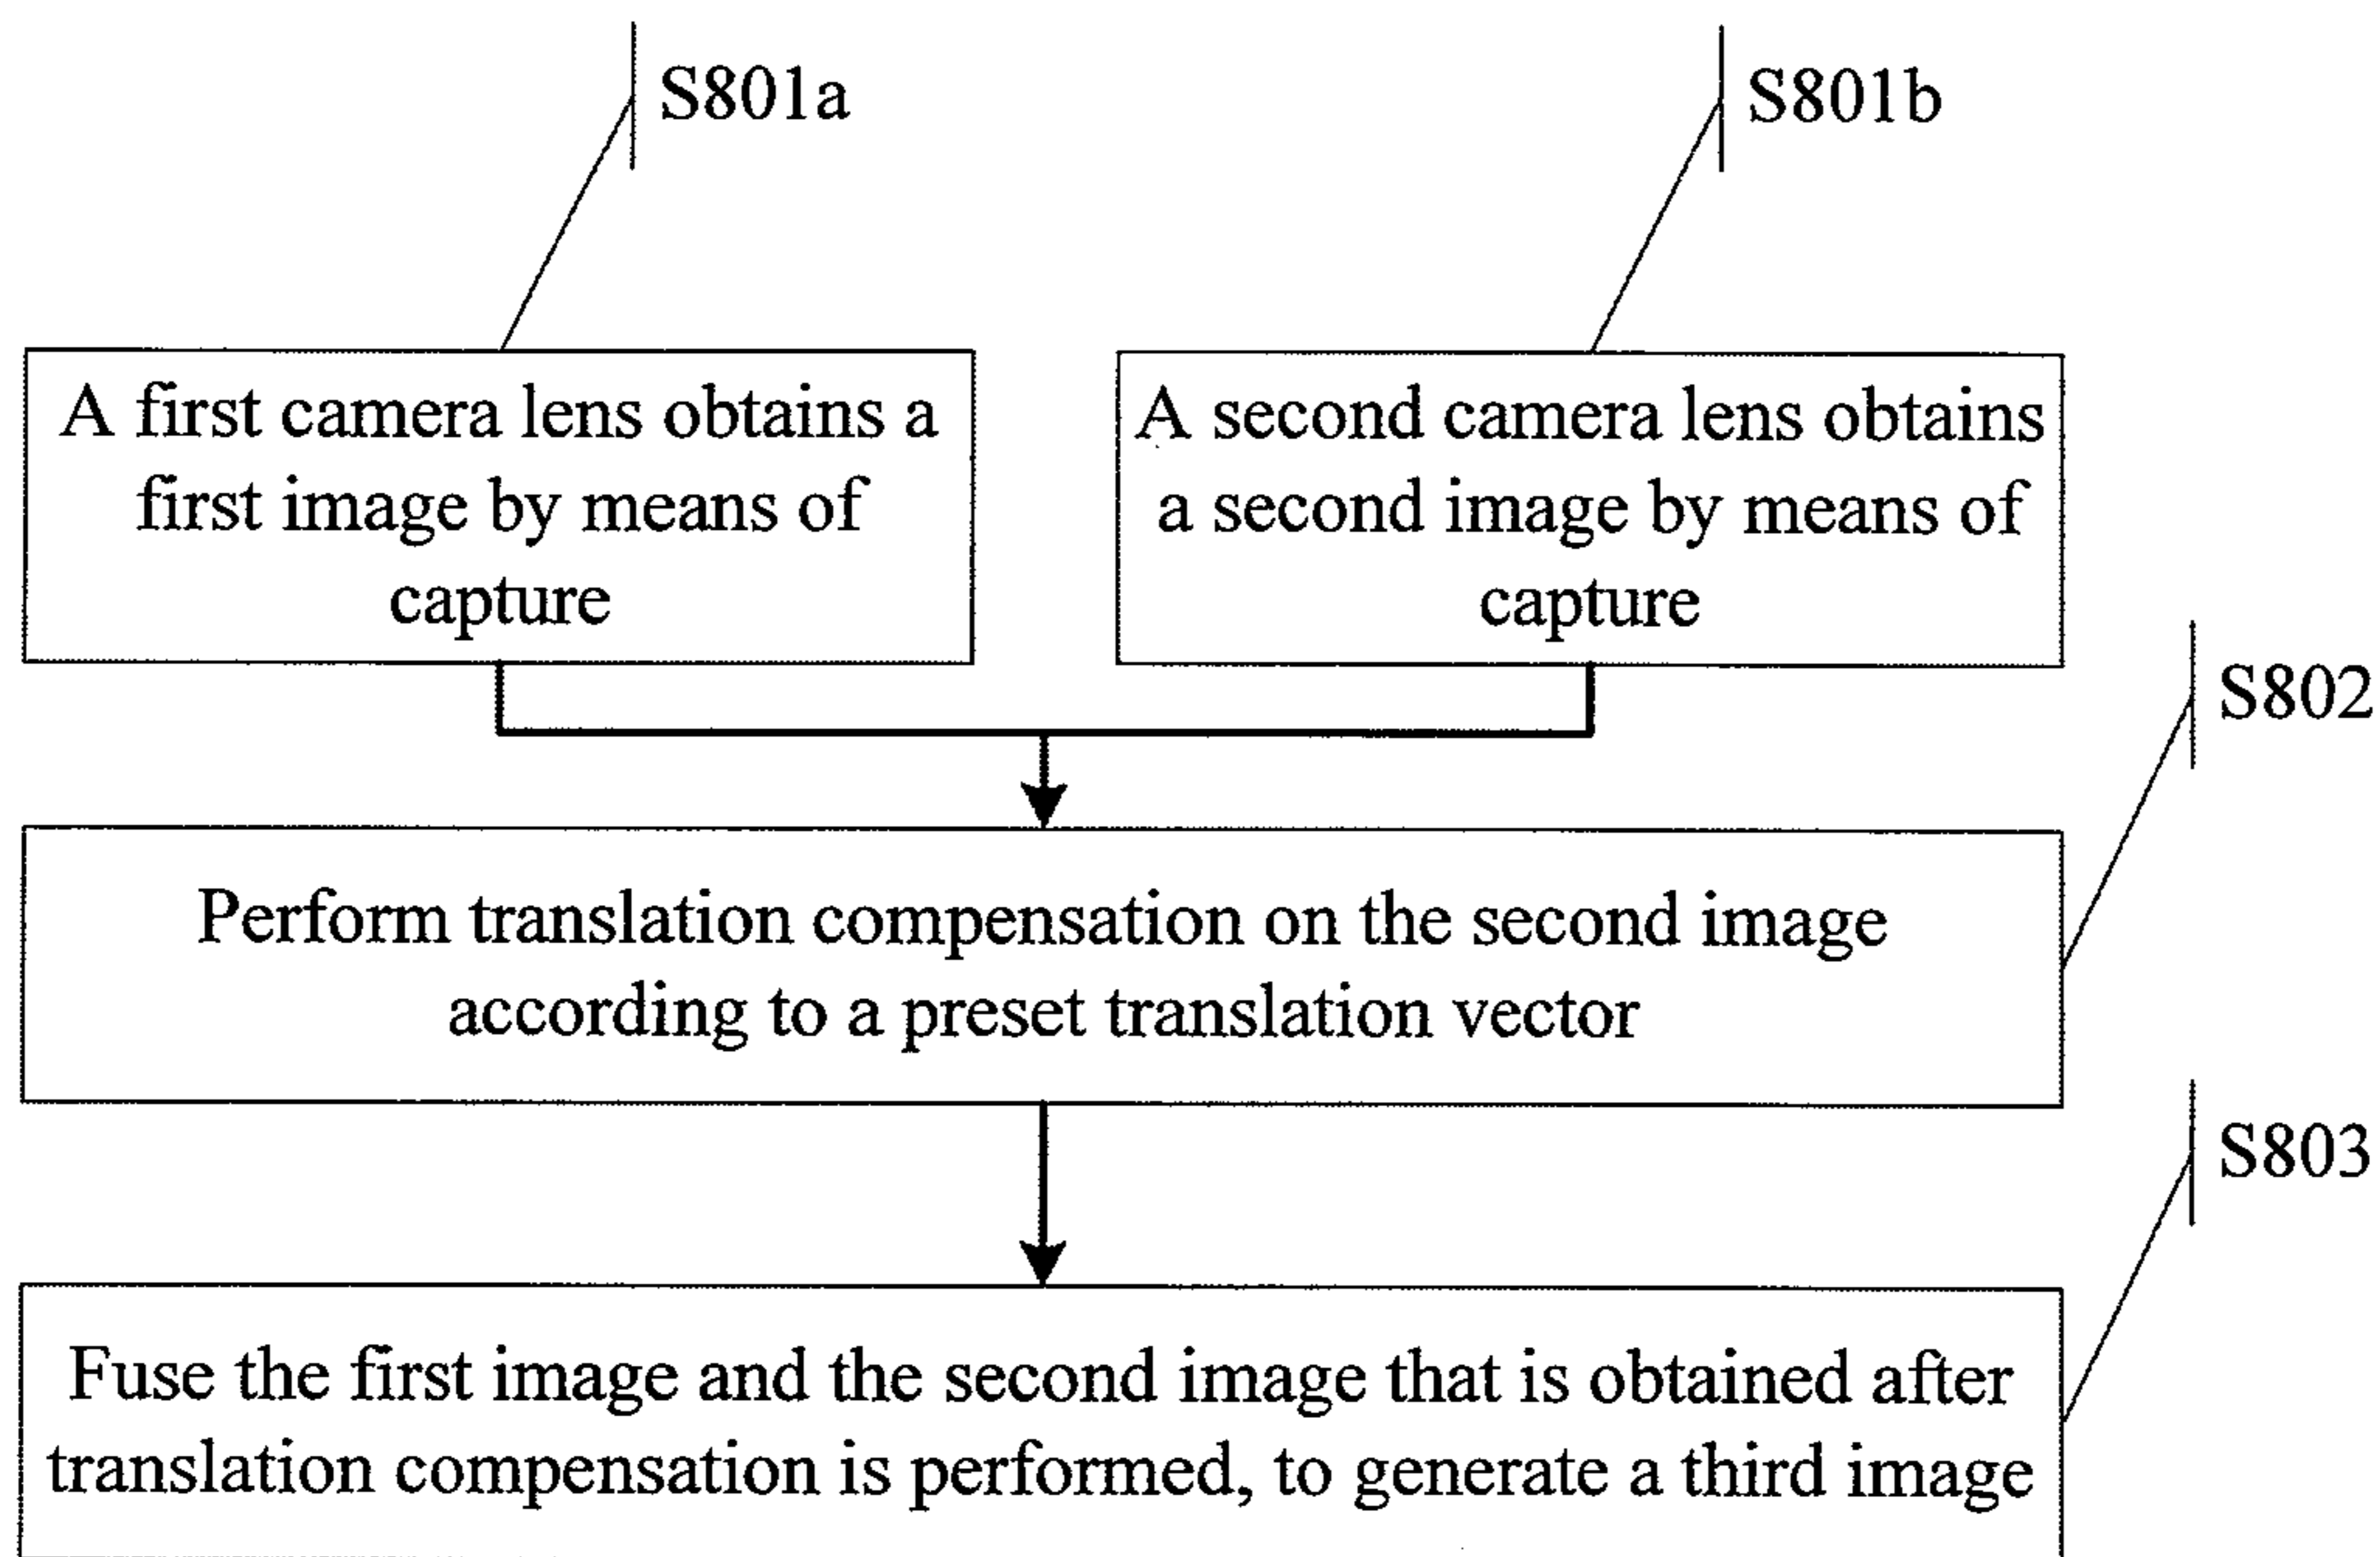 S801a
S801b
A first camera lens obtains a
first image by means of
capture
A second camera lens obtains
a second image by means of
capture
S802
Perform translation compensation on the second image
according to a preset translation vector
S803
Fuse the first image and the second image that is obtained after
translation compensation is performed, to generate a third image